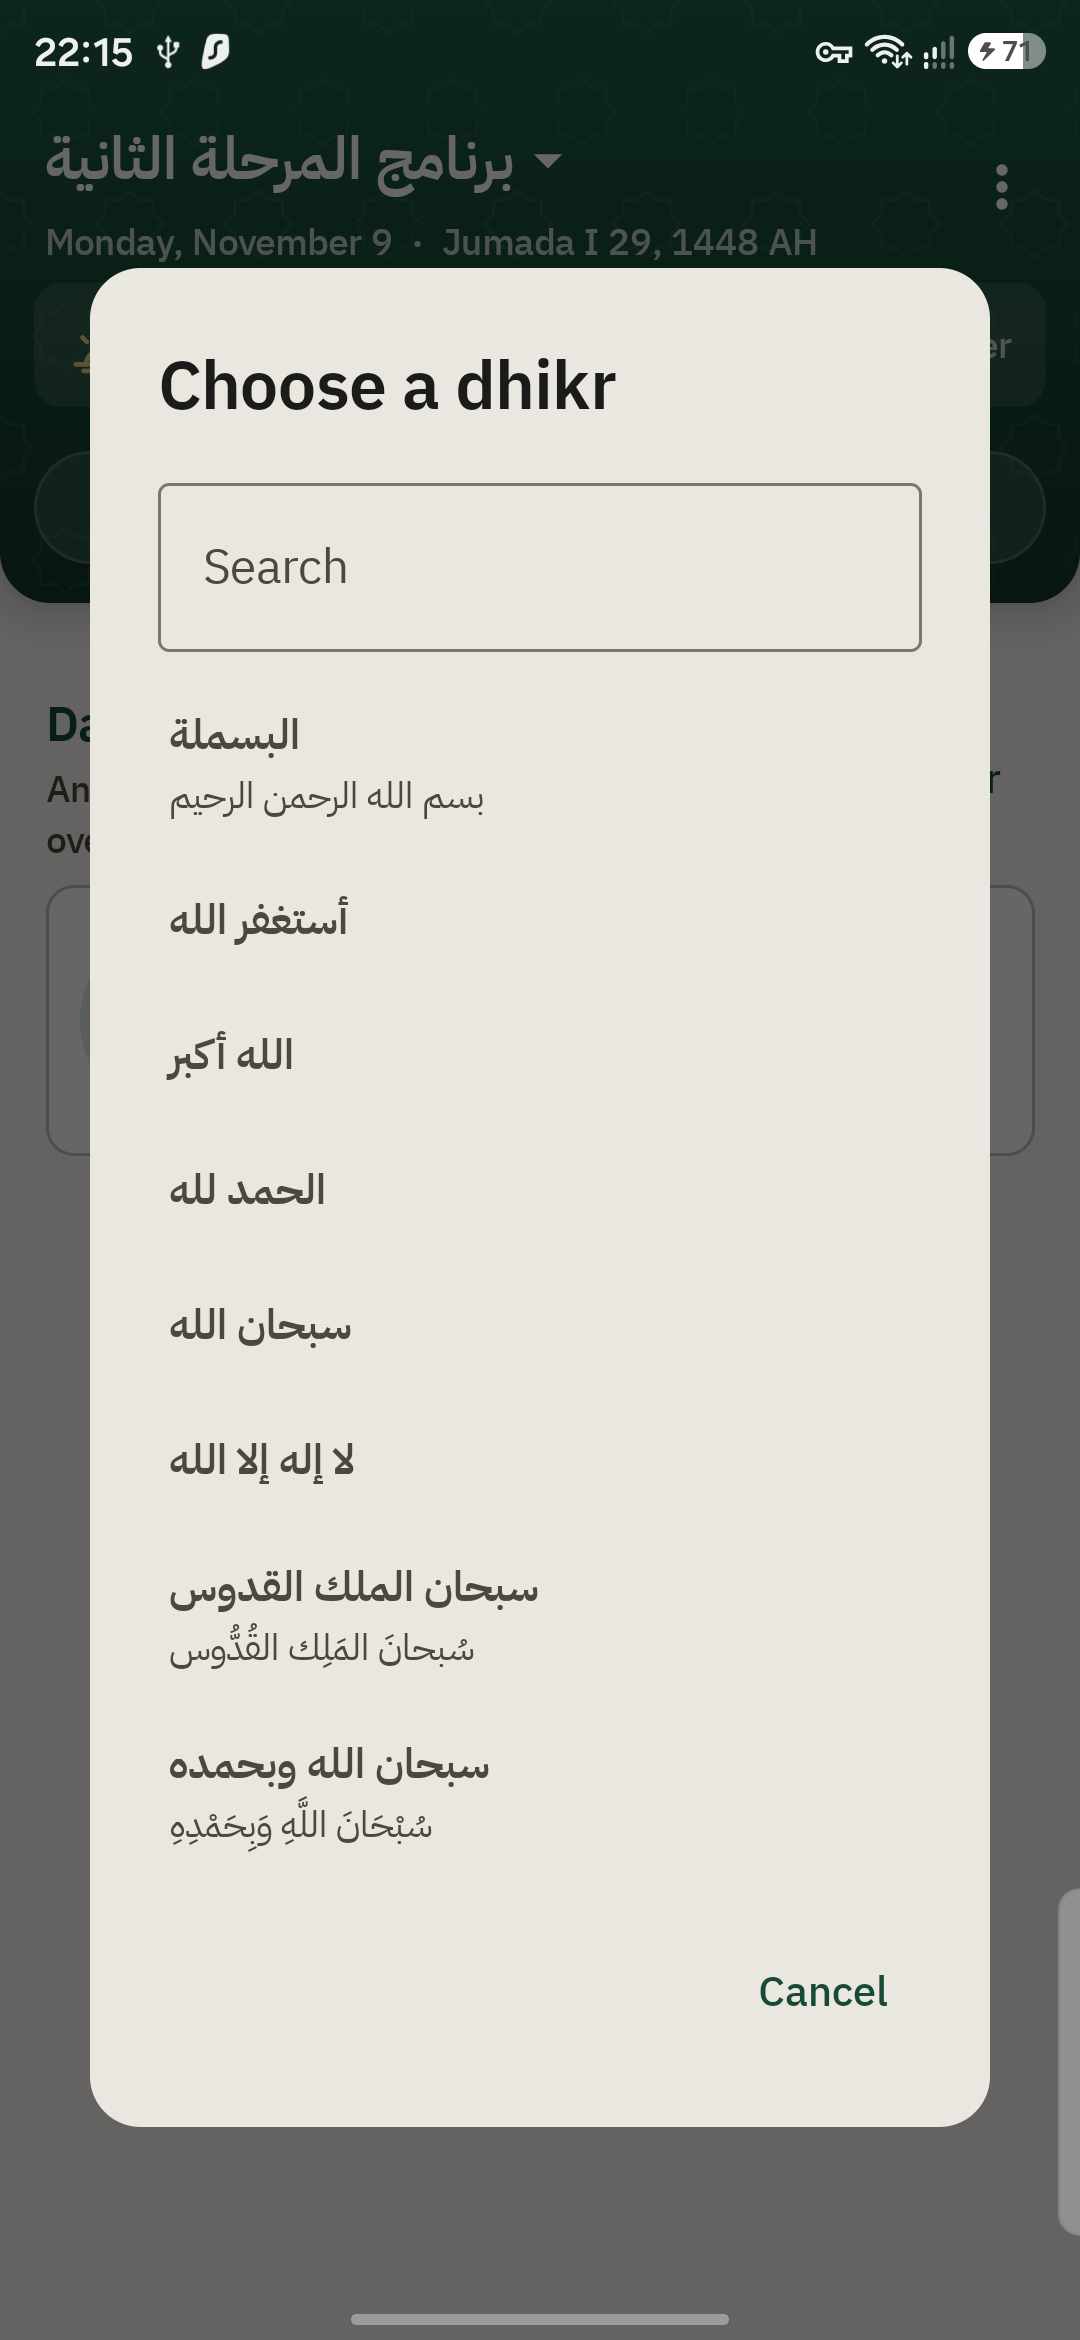 22:15
71
برنامج المرحلة الثانية
Monday, November 9 · Jumada I 29, 1448 AH
Choose a dhikr
Search
البسملة
بسم الله الرحمن الرحيم
أستغفر الله
الله أكبر
الحمد لله
سبحان الله
لا إله إلا الله
سبحان الملك القدوس
سُبحانَ المَلِك القُدُّوس
سبحان الله وبحمده
سُبْحَانَ اللَّهِ وَبِحَمْدِهِ
Cancel